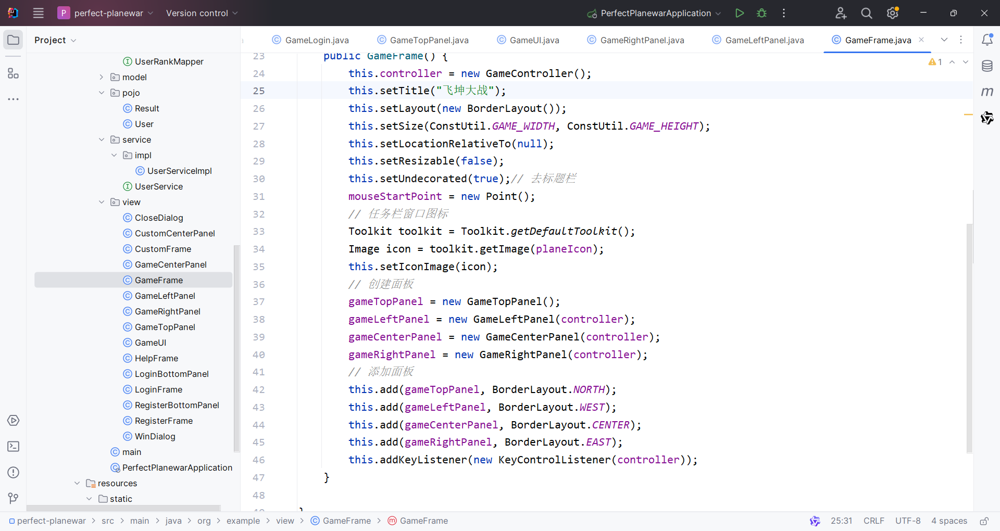 P perfect-planewar Version control PerfectPlanewarApplication
Project
GameLogin.java GameTopPanel.java GameUI.java GameRightPanel.java GameLeftPanel.java GameFrame.java
UserRankMapper
model
pojo
Result
User
service
impl
UserServiceImpl
UserService
view
CloseDialog
CustomCenterPanel
CustomFrame
GameCenterPanel
GameFrame
GameLeftPanel
GameRightPanel
GameTopPanel
GameUI
HelpFrame
LoginBottomPanel
LoginFrame
RegisterBottomPanel
RegisterFrame
WinDialog
main
PerfectPlanewarApplication
resources
static
1
23 public GameFrame() {
24 this.controller = new GameController();
25 this.setTitle("飞坤大战");
26 this.setLayout(new BorderLayout());
27 this.setSize(ConstUtil.GAME_WIDTH, ConstUtil.GAME_HEIGHT);
28 this.setLocationRelativeTo(null);
29 this.setResizable(false);
30 this.setUndecorated(true);// 去标题栏
31 mouseStartPoint = new Point();
32 // 任务栏窗口图标
33 Toolkit toolkit = Toolkit.getDefaultToolkit();
34 Image icon = toolkit.getImage(planeIcon);
35 this.setIconImage(icon);
36 // 创建面板
37 gameTopPanel = new GameTopPanel();
38 gameLeftPanel = new GameLeftPanel(controller);
39 gameCenterPanel = new GameCenterPanel(controller);
40 gameRightPanel = new GameRightPanel(controller);
41 // 添加面板
42 this.add(gameTopPanel, BorderLayout.NORTH);
43 this.add(gameLeftPanel, BorderLayout.WEST);
44 this.add(gameCenterPanel, BorderLayout.CENTER);
45 this.add(gameRightPanel, BorderLayout.EAST);
46 this.addKeyListener(new KeyControlListener(controller));
47 }
48
perfect-planewar > src > main > java > org > example > view > GameFrame > GameFrame 25:31 CRLF UTF-8 4 spaces